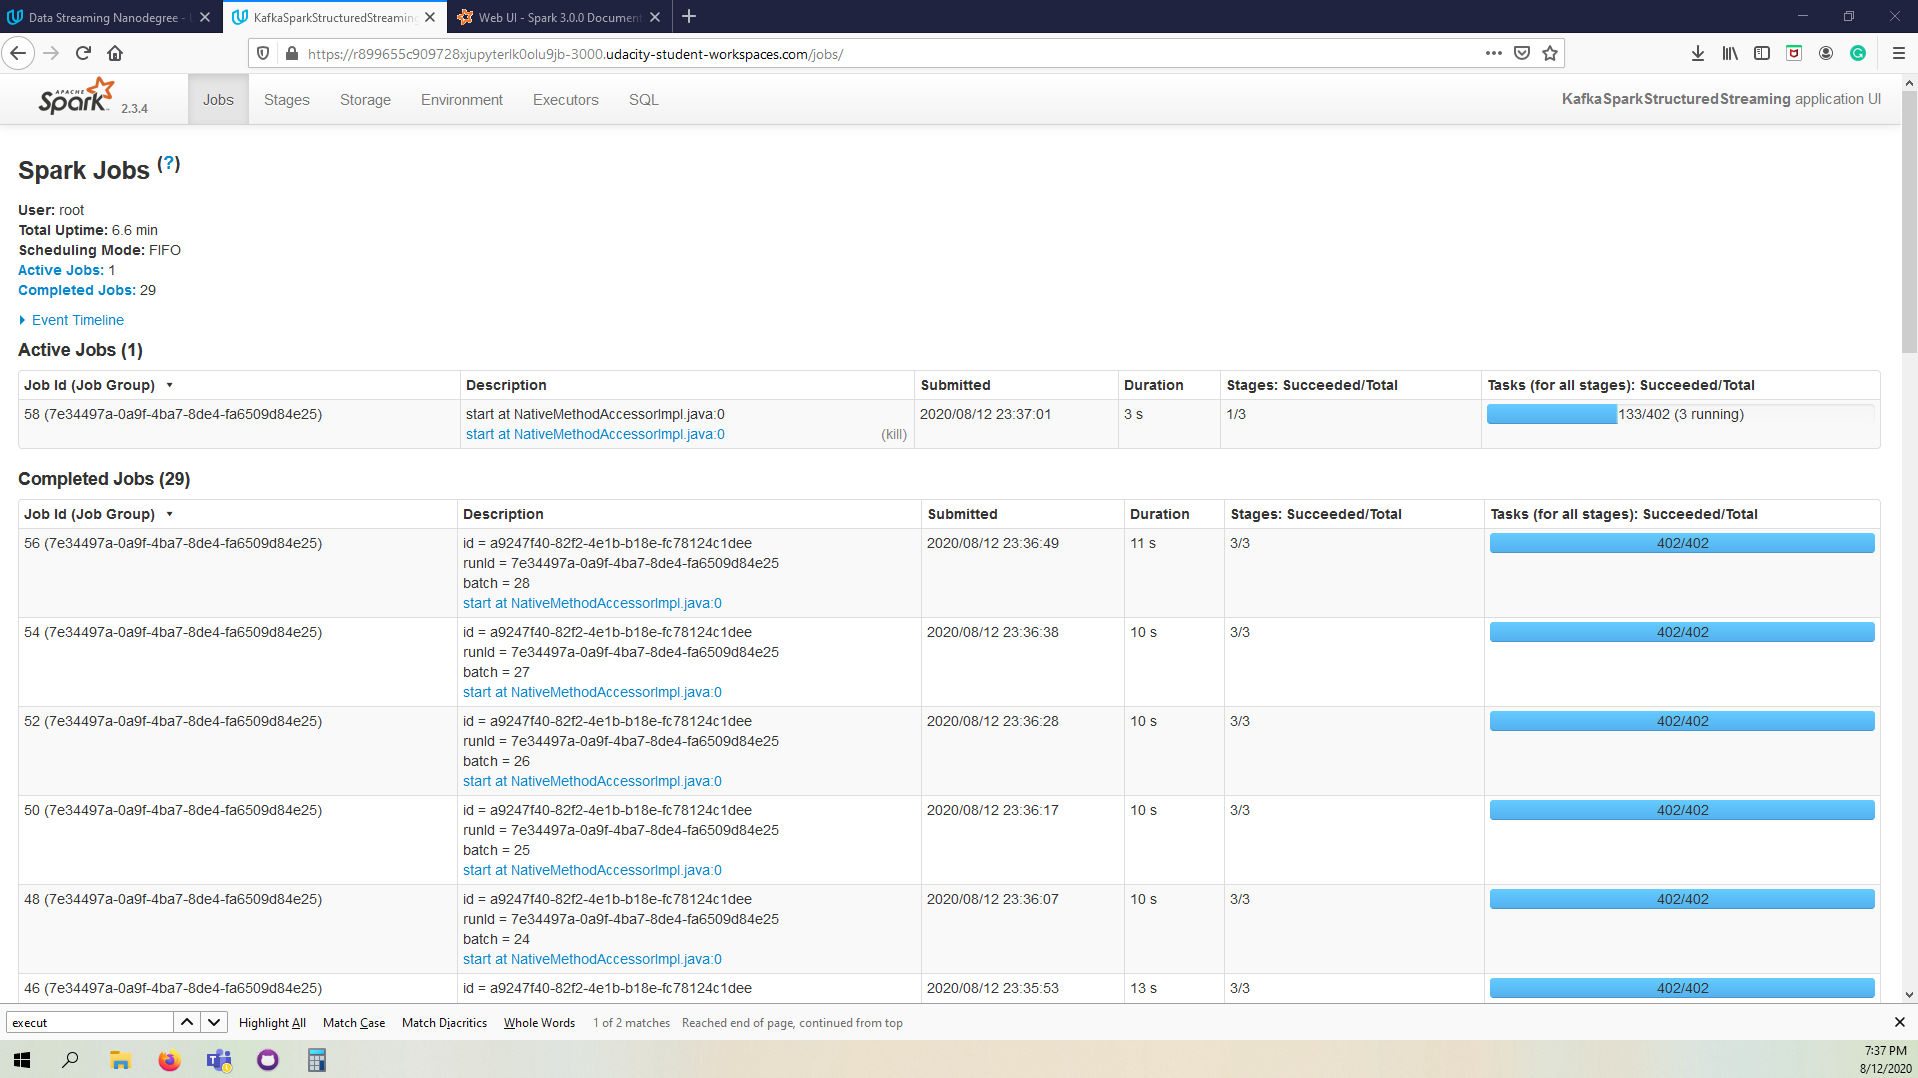 Data Streaming Nanodegree -
KafkaSparkStructuredStreaming
Web UI - Spark 3.0.0 Document
https://r899655c909728xjupyterlk0olu9jb-3000.udacity-student-workspaces.com/jobs/
APACHE Spark 2.3.4
Jobs Stages Storage Environment Executors SQL
KafkaSparkStructuredStreaming application UI
Spark Jobs (?)
User: root
Total Uptime: 6.6 min
Scheduling Mode: FIFO
Active Jobs: 1
Completed Jobs: 29
Event Timeline
Active Jobs (1)
Job Id (Job Group) ▾ Description Submitted Duration Stages: Succeeded/Total Tasks (for all stages): Succeeded/Total
58 (7e34497a-0a9f-4ba7-8de4-fa6509d84e25) start at NativeMethodAccessorImpl.java:0 2020/08/12 23:37:01 3 s 1/3 133/402 (3 running)
start at NativeMethodAccessorImpl.java:0 (kill)
Completed Jobs (29)
Job Id (Job Group) ▾ Description Submitted Duration Stages: Succeeded/Total Tasks (for all stages): Succeeded/Total
56 (7e34497a-0a9f-4ba7-8de4-fa6509d84e25) id = a9247f40-82f2-4e1b-b18e-fc78124c1dee 2020/08/12 23:36:49 11 s 3/3 402/402
runId = 7e34497a-0a9f-4ba7-8de4-fa6509d84e25
batch = 28
start at NativeMethodAccessorImpl.java:0
54 (7e34497a-0a9f-4ba7-8de4-fa6509d84e25) id = a9247f40-82f2-4e1b-b18e-fc78124c1dee 2020/08/12 23:36:38 10 s 3/3 402/402
runId = 7e34497a-0a9f-4ba7-8de4-fa6509d84e25
batch = 27
start at NativeMethodAccessorImpl.java:0
52 (7e34497a-0a9f-4ba7-8de4-fa6509d84e25) id = a9247f40-82f2-4e1b-b18e-fc78124c1dee 2020/08/12 23:36:28 10 s 3/3 402/402
runId = 7e34497a-0a9f-4ba7-8de4-fa6509d84e25
batch = 26
start at NativeMethodAccessorImpl.java:0
50 (7e34497a-0a9f-4ba7-8de4-fa6509d84e25) id = a9247f40-82f2-4e1b-b18e-fc78124c1dee 2020/08/12 23:36:17 10 s 3/3 402/402
runId = 7e34497a-0a9f-4ba7-8de4-fa6509d84e25
batch = 25
start at NativeMethodAccessorImpl.java:0
48 (7e34497a-0a9f-4ba7-8de4-fa6509d84e25) id = a9247f40-82f2-4e1b-b18e-fc78124c1dee 2020/08/12 23:36:07 10 s 3/3 402/402
runId = 7e34497a-0a9f-4ba7-8de4-fa6509d84e25
batch = 24
start at NativeMethodAccessorImpl.java:0
46 (7e34497a-0a9f-4ba7-8de4-fa6509d84e25) id = a9247f40-82f2-4e1b-b18e-fc78124c1dee 2020/08/12 23:35:53 13 s 3/3 402/402
execut Highlight All Match Case Match Diacritics Whole Words 1 of 2 matches Reached end of page, continued from top
7:37 PM
8/12/2020